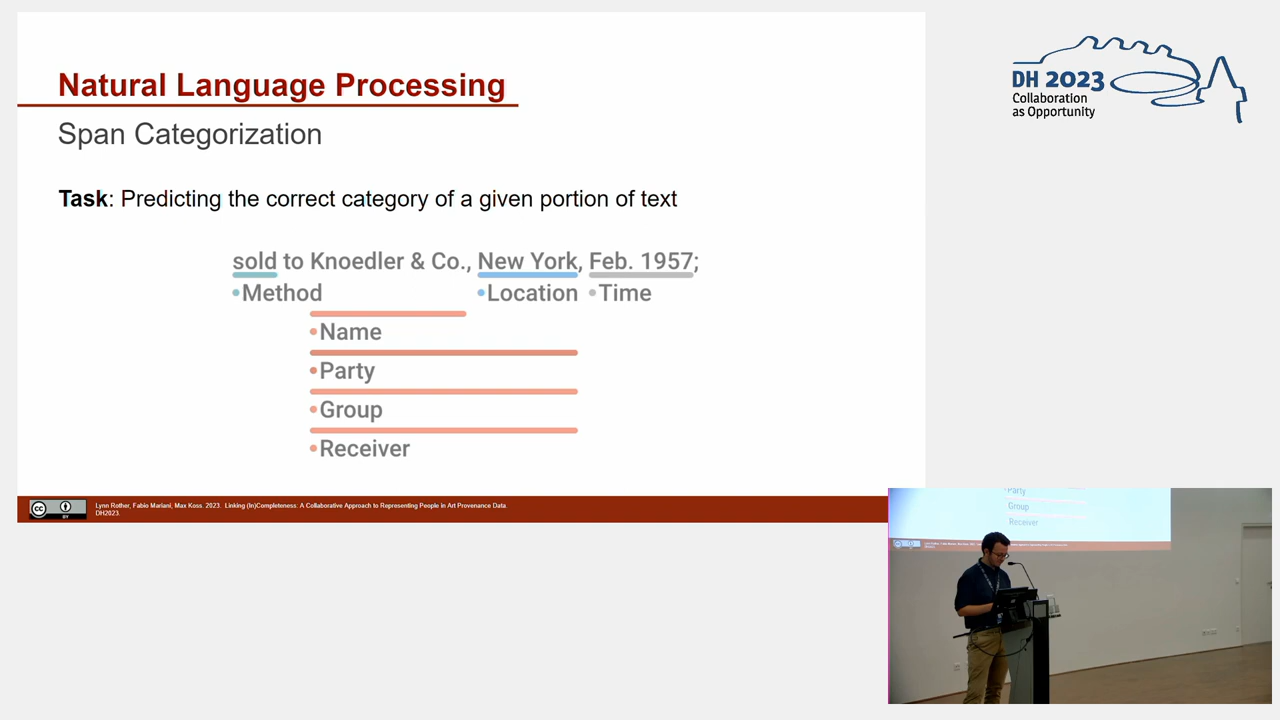 Natural Language Processing
Span Categorization
Task: Predicting the correct category of a given portion of text
sold to Knoedler & Co., New York, Feb. 1957;
•Method •Location •Time
•Name
•Party
•Group
•Receiver
Lynn Rother, Fabio Mariani, Max Koss. 2023. Linking (In)Completeness: A Collaborative Approach to Representing People in Art Provenance Data.
DH2023.
CC BY
DH 2023
Collaboration
as Opportunity
Party
Group
Receiver